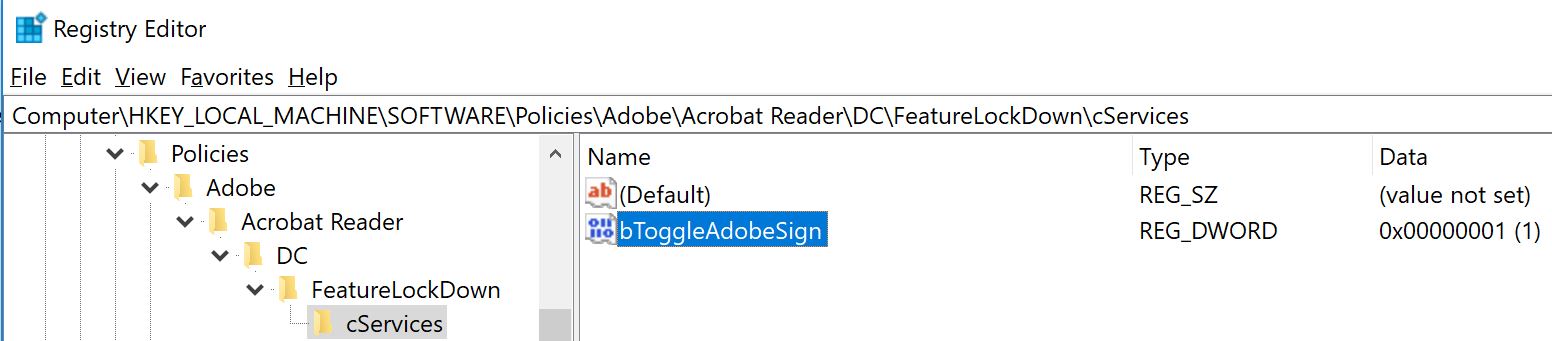 Registry Editor
File Edit View Favorites Help
Computer\HKEY_LOCAL_MACHINE\SOFTWARE\Policies\Adobe\Acrobat Reader\DC\FeatureLockDown\cServices
Policies
Adobe
Acrobat Reader
DC
FeatureLockDown
cServices
Name Type Data
(Default) REG_SZ (value not set)
bToggleAdobeSign REG_DWORD 0x00000001 (1)